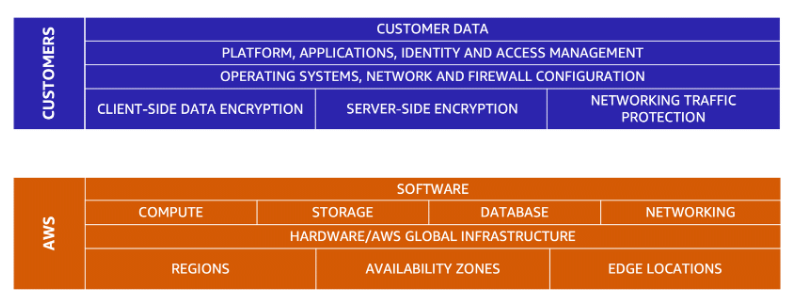 CUSTOMERS
CUSTOMER DATA
PLATFORM, APPLICATIONS, IDENTITY AND ACCESS MANAGEMENT
OPERATING SYSTEMS, NETWORK AND FIREWALL CONFIGURATION
CLIENT-SIDE DATA ENCRYPTION
SERVER-SIDE ENCRYPTION
NETWORKING TRAFFIC
PROTECTION
AWS
SOFTWARE
COMPUTE
STORAGE
DATABASE
NETWORKING
HARDWARE/AWS GLOBAL INFRASTRUCTURE
REGIONS
AVAILABILITY ZONES
EDGE LOCATIONS